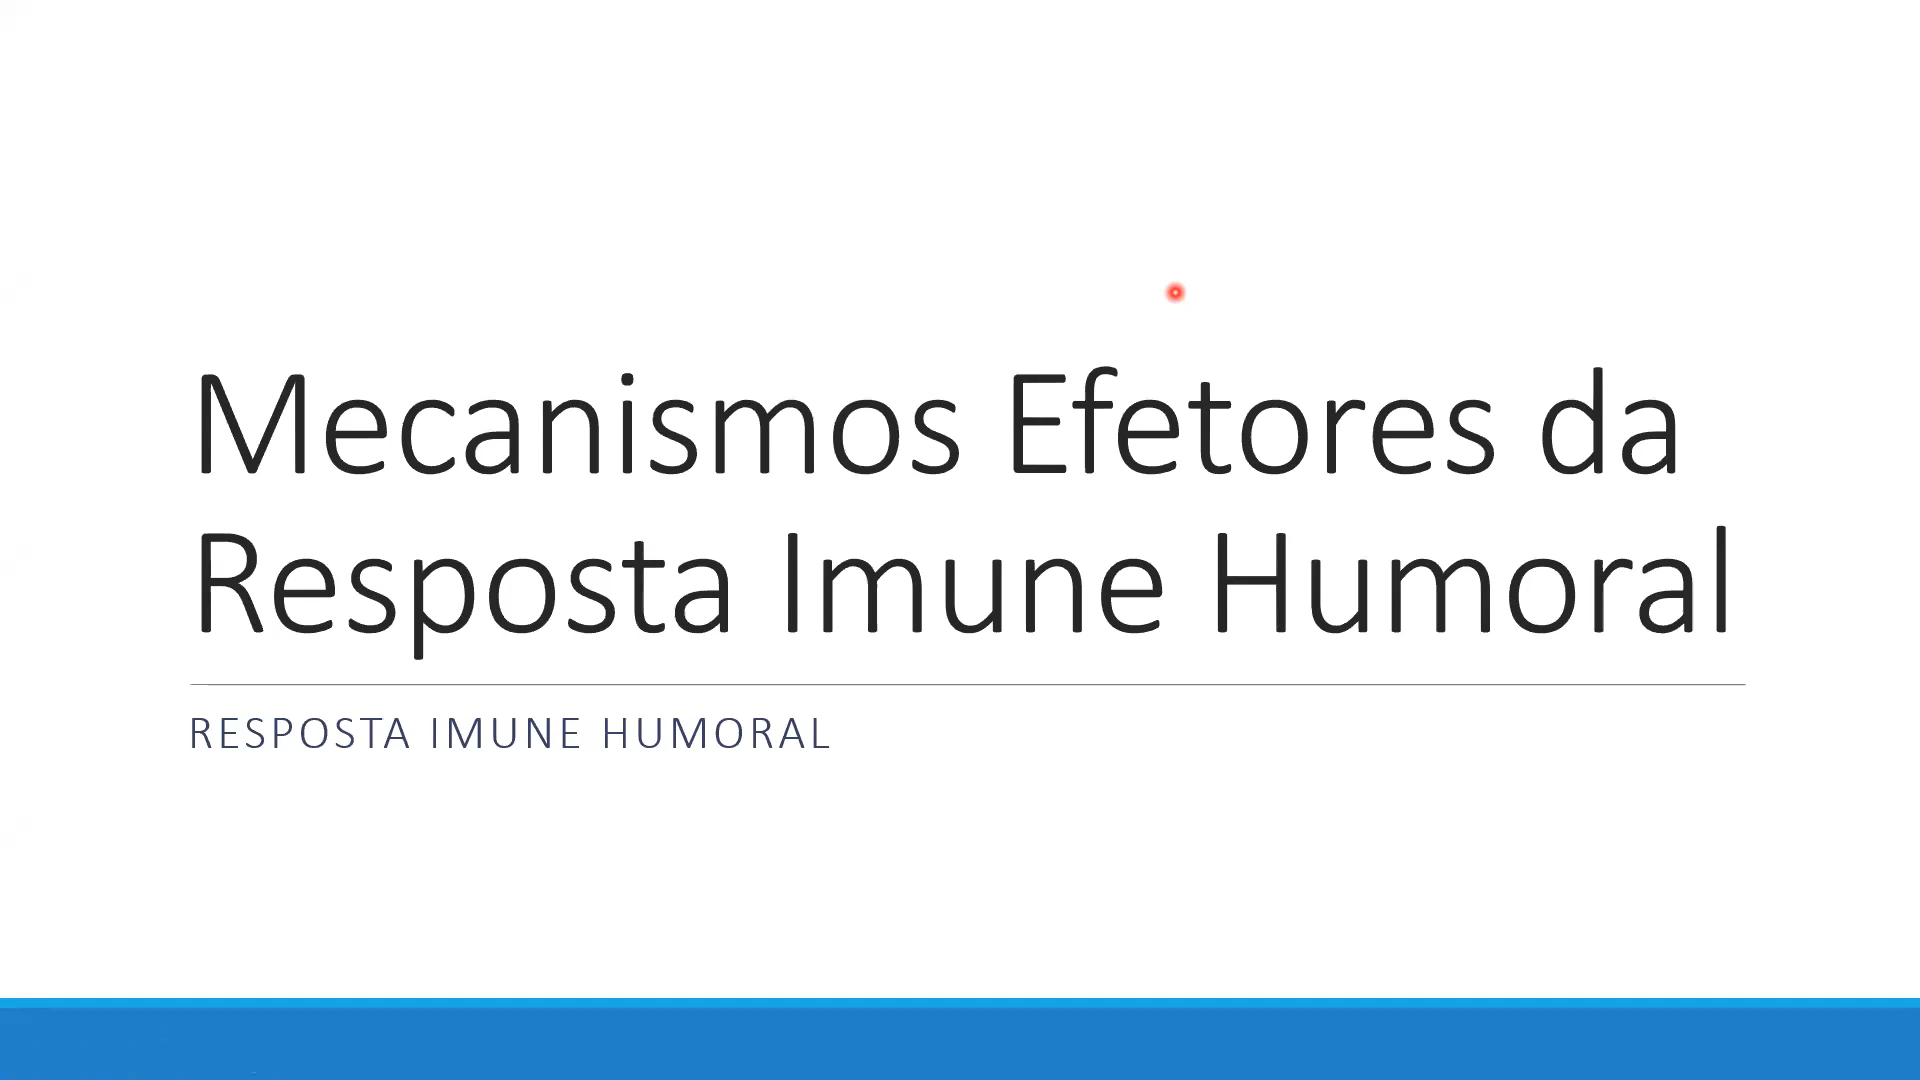 Mecanismos Efetores da
Resposta Imune Humoral
RESPOSTA IMUNE HUMORAL